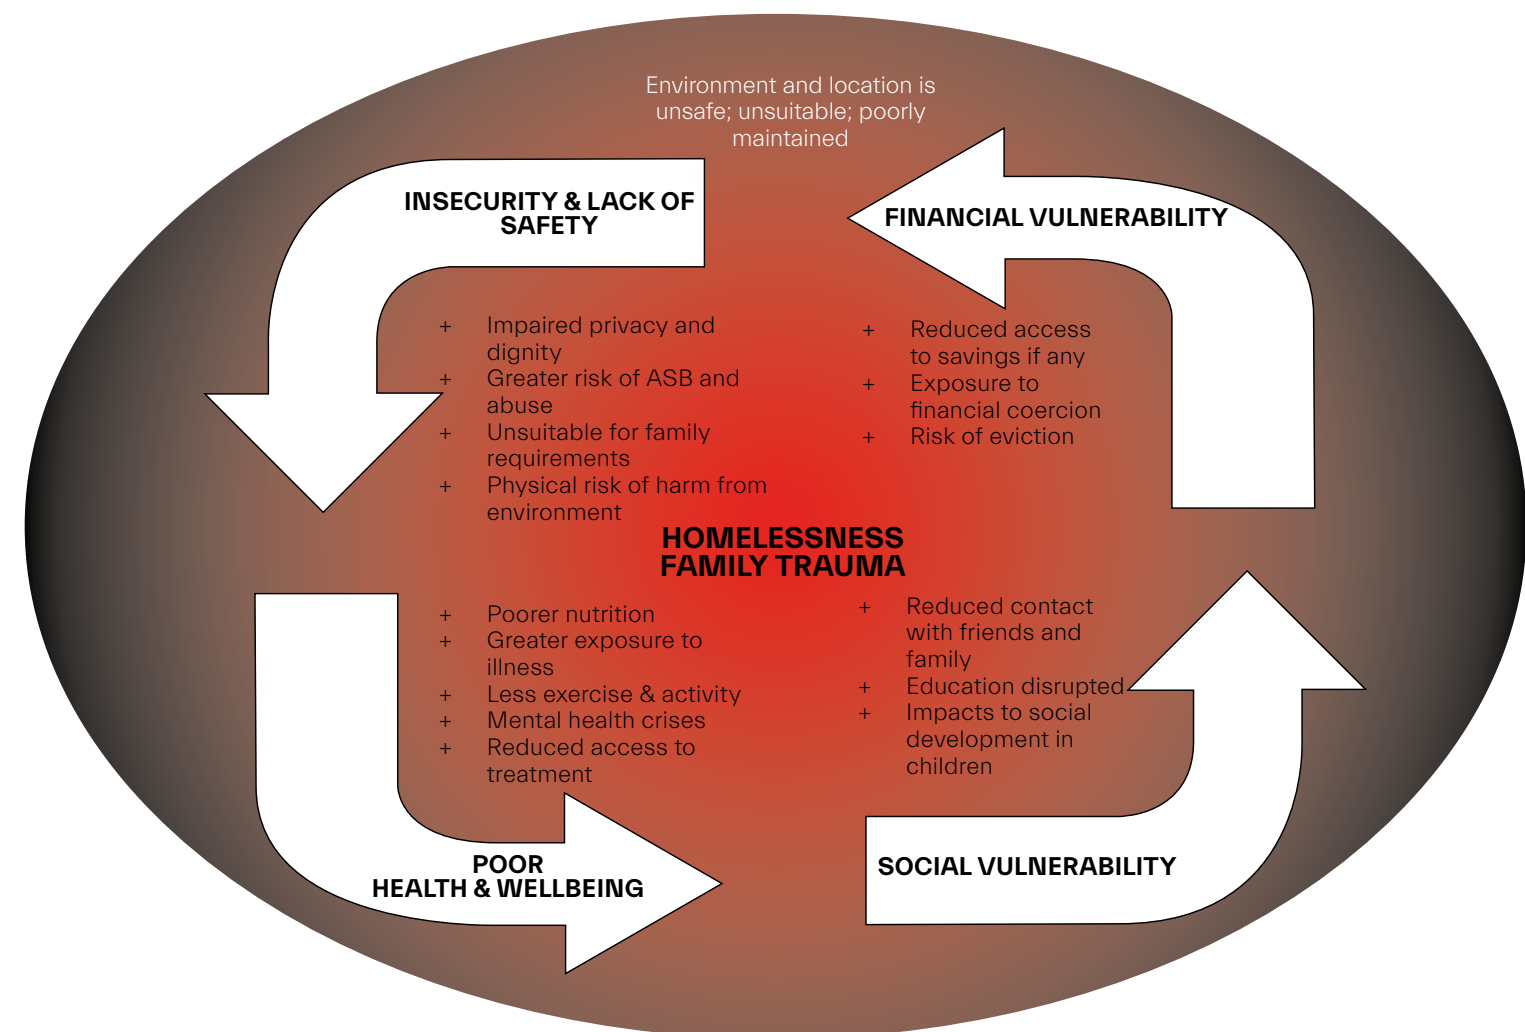 Environment and location is
unsafe; unsuitable; poorly
maintained
INSECURITY & LACK OF
SAFETY
FINANCIAL VULNERABILITY
+ Impaired privacy and
dignity
+ Greater risk of ASB and
abuse
+ Unsuitable for family
requirements
+ Physical risk of harm from
environment
+ Reduced access
to savings if any
+ Exposure to
financial coercion
+ Risk of eviction
HOMELESSNESS
FAMILY TRAUMA
+ Poorer nutrition
+ Greater exposure to
illness
+ Less exercise & activity
+ Mental health crises
+ Reduced access to
treatment
+ Reduced contact
with friends and
family
+ Education disrupted
+ Impacts to social
development in
children
POOR
HEALTH & WELLBEING
SOCIAL VULNERABILITY